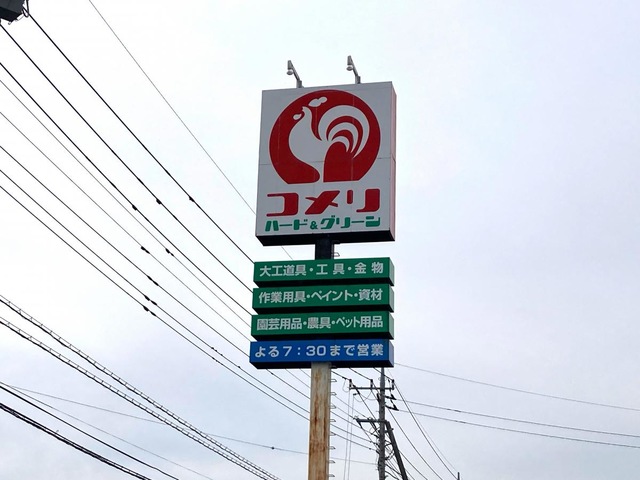 コメリ
ハード&グリーン
大工道具・工具・金物
作業用具・ペイント・資材
園芸用品・農具・ペット用品
よる7:30まで営業